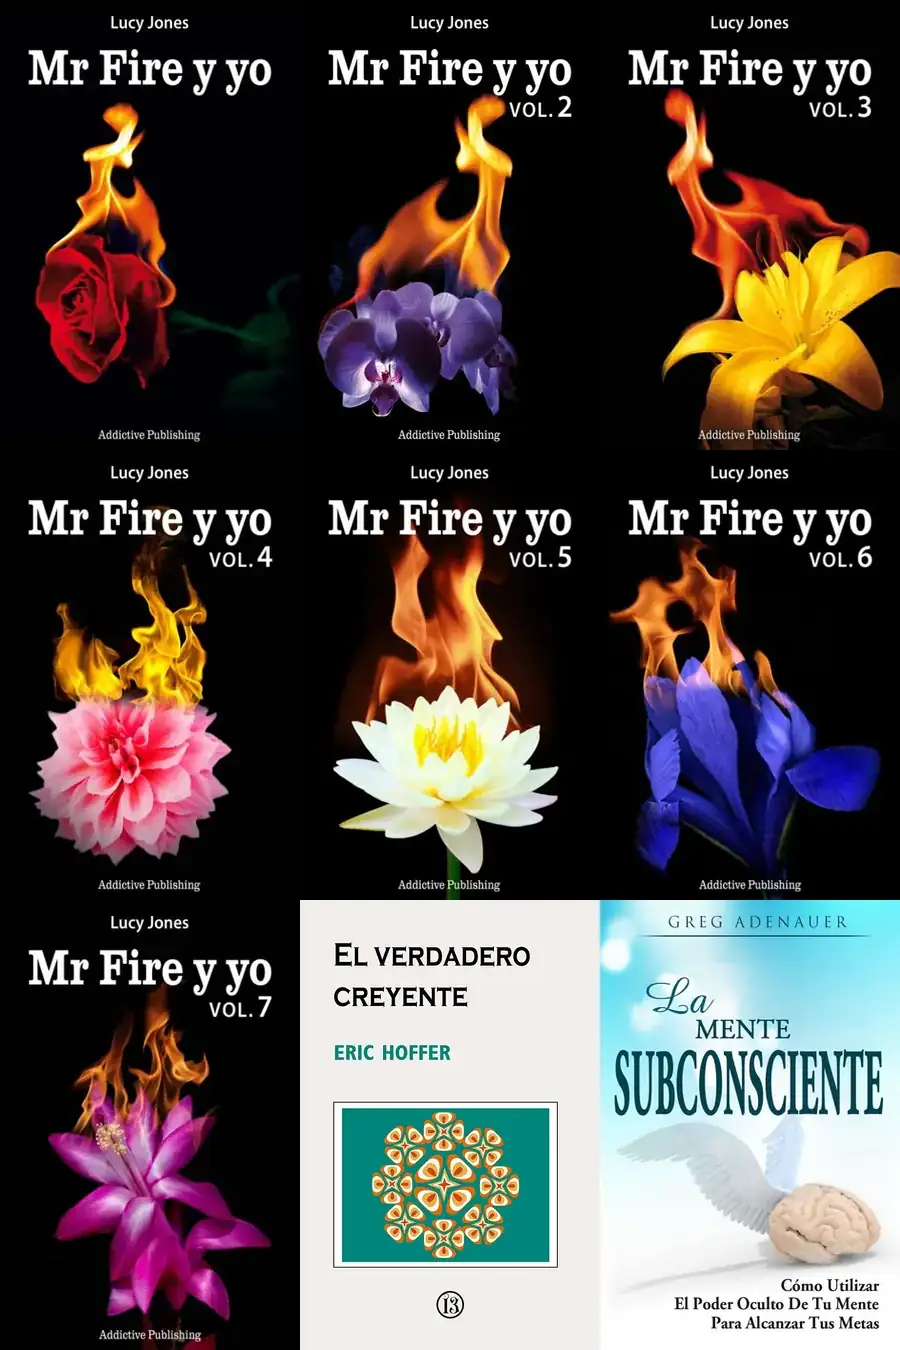 Lucy Jones
Mr Fire y yo
Addictive Publishing
Lucy Jones
Mr Fire y yo
VOL. 2
Addictive Publishing
Lucy Jones
Mr Fire y yo
VOL. 3
Addictive Publishing
Lucy Jones
Mr Fire y yo
VOL. 4
Addictive Publishing
Lucy Jones
Mr Fire y yo
VOL. 5
Addictive Publishing
Lucy Jones
Mr Fire y yo
VOL. 6
Addictive Publishing
Lucy Jones
Mr Fire y yo
VOL. 7
Addictive Publishing
EL VERDADERO
CREYENTE
ERIC HOFFER
13
GREG ADENAUER
La
MENTE
SUBCONSCIENTE
Cómo Utilizar
El Poder Oculto De Tu Mente
Para Alcanzar Tus Metas